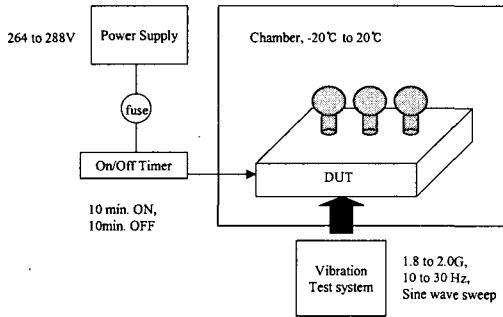 264 to 288V
Power Supply
Chamber, -20℃ to 20℃
fuse
On/Off Timer
DUT
10 min. ON,
10min. OFF
Vibration
Test system
1.8 to 2.0G,
10 to 30 Hz,
Sine wave sweep